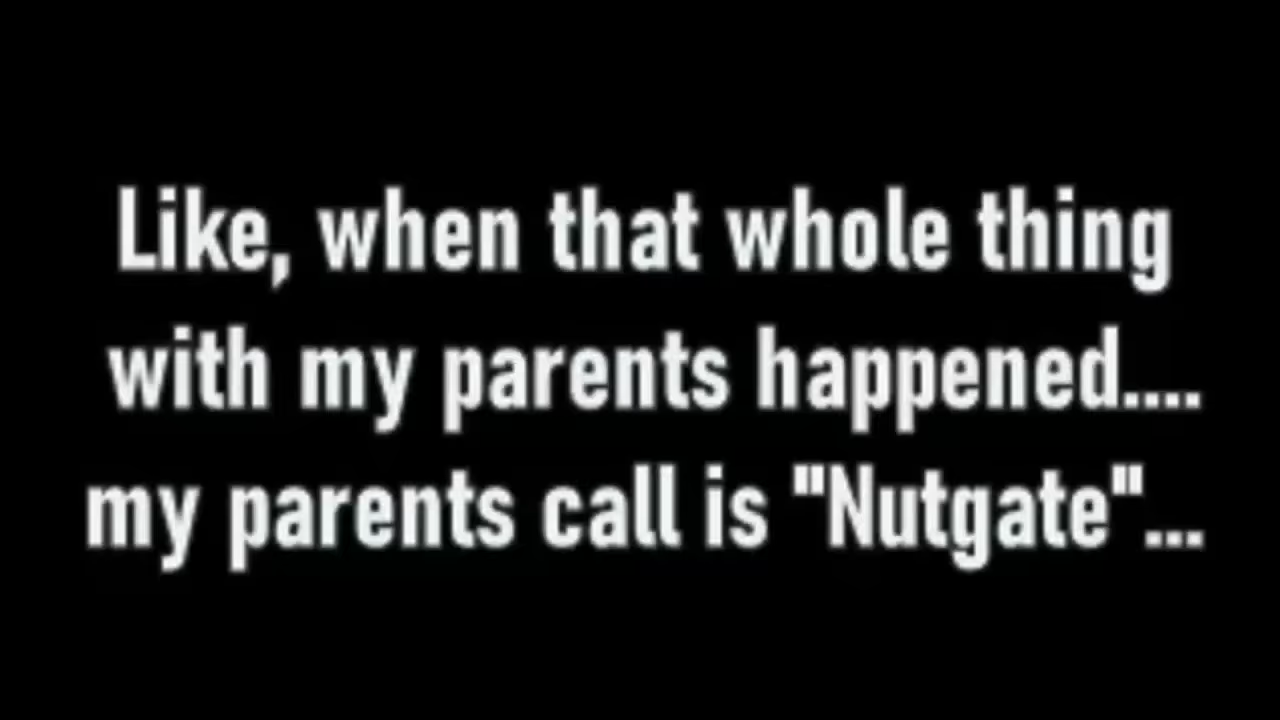 Like, when that whole thing
with my parents happened....
my parents call is "Nutgate"...